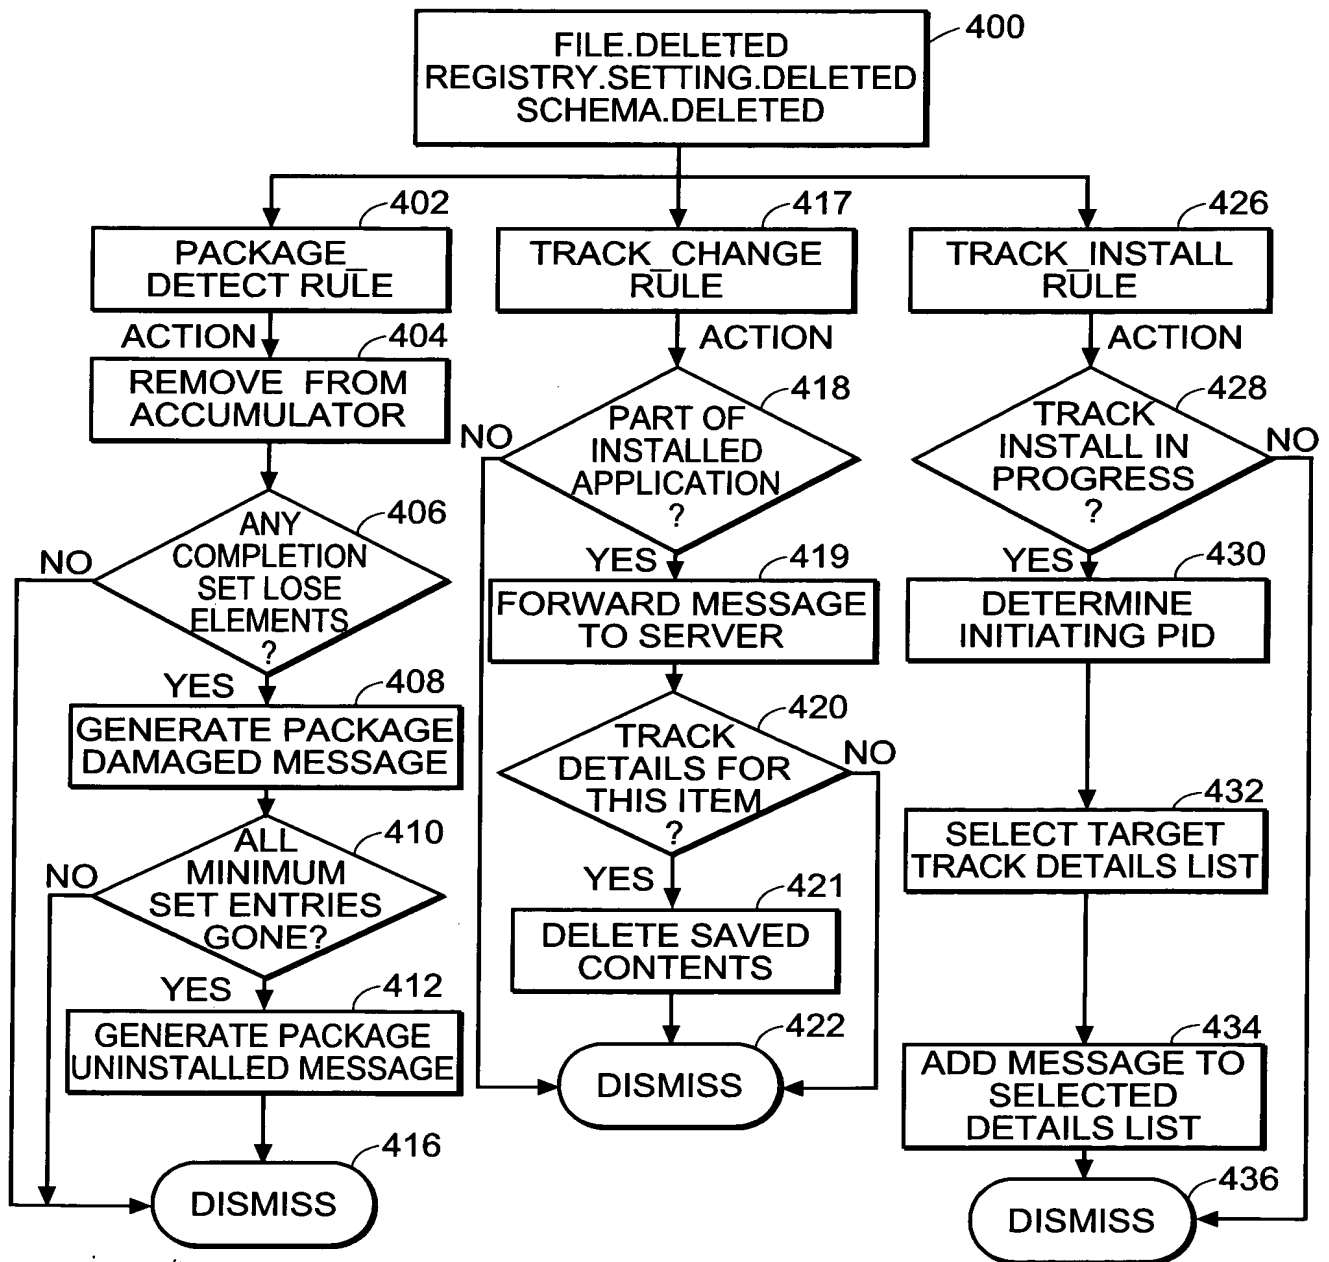 400
FILE.DELETED
REGISTRY.SETTING.DELETED
SCHEMA.DELETED
402
PACKAGE_
DETECT RULE
ACTION
404
REMOVE FROM
ACCUMULATOR
406
ANY
COMPLETION
SET LOSE
ELEMENTS
?
NO
YES
408
GENERATE PACKAGE
DAMAGED MESSAGE
410
ALL
MINIMUM
SET ENTRIES
GONE?
NO
YES
412
GENERATE PACKAGE
UNINSTALLED MESSAGE
416
DISMISS
417
TRACK_CHANGE
RULE
ACTION
418
PART OF
INSTALLED
APPLICATION
?
NO
YES
419
FORWARD MESSAGE
TO SERVER
420
TRACK
DETAILS FOR
THIS ITEM
?
NO
YES
421
DELETE SAVED
CONTENTS
422
DISMISS
426
TRACK_INSTALL
RULE
ACTION
428
TRACK
INSTALL IN
PROGRESS
?
NO
YES
430
DETERMINE
INITIATING PID
432
SELECT TARGET
TRACK DETAILS LIST
434
ADD MESSAGE TO
SELECTED
DETAILS LIST
436
DISMISS